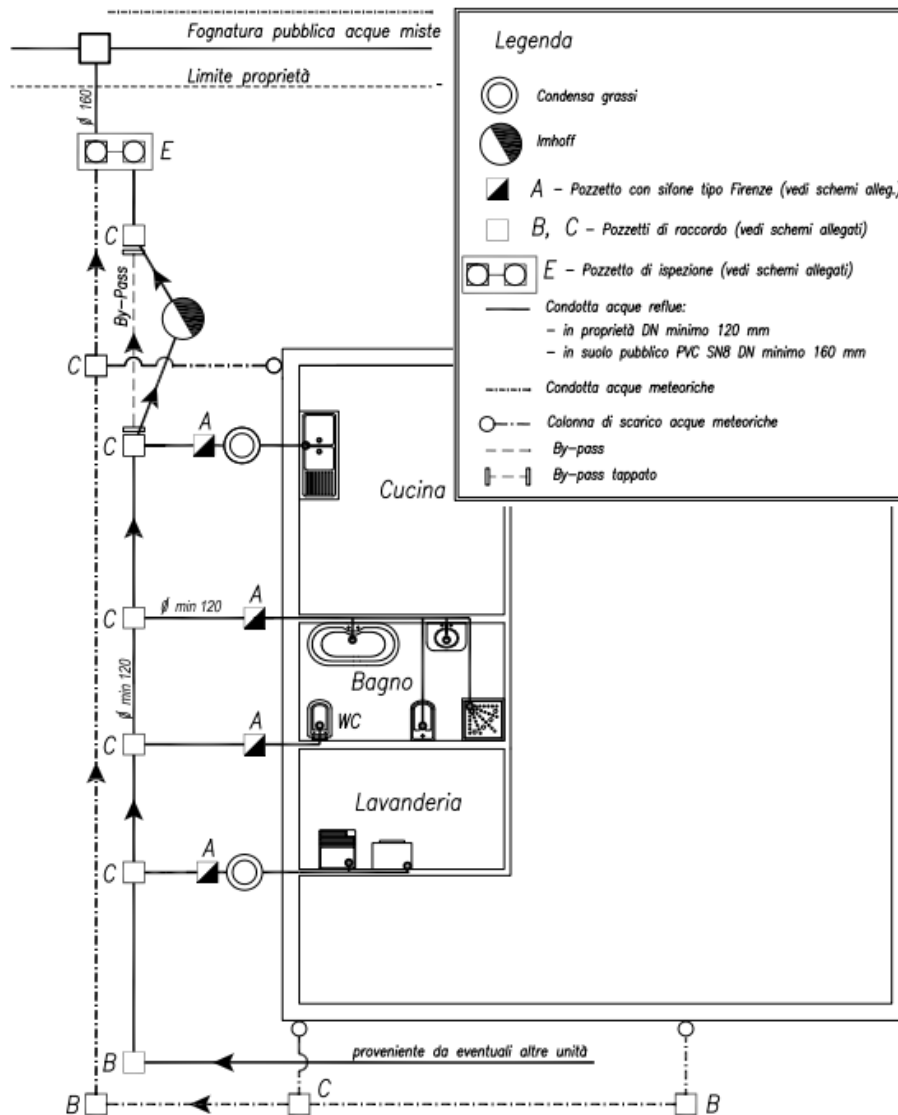 Fognatura pubblica acque miste
Limite proprietà
ø 160
E
C
By-Pass
C
A
C
Cucina
A
C
ø min 120
Bagno
ø min 120
WC
A
C
Lavanderia
A
C
proveniente da eventuali altre unità
B
C
B
B
Legenda
Condensa grassi
Imhoff
A – Pozzetto con sifone tipo Firenze (vedi schemi alleg.)
B, C – Pozzetti di raccordo (vedi schemi allegati)
E – Pozzetto di ispezione (vedi schemi allegati)
Condotta acque reflue:
– in proprietà DN minimo 120 mm
– in suolo pubblico PVC SN8 DN minimo 160 mm
Condotta acque meteoriche
Colonna di scarico acque meteoriche
By–pass
By–pass tappato